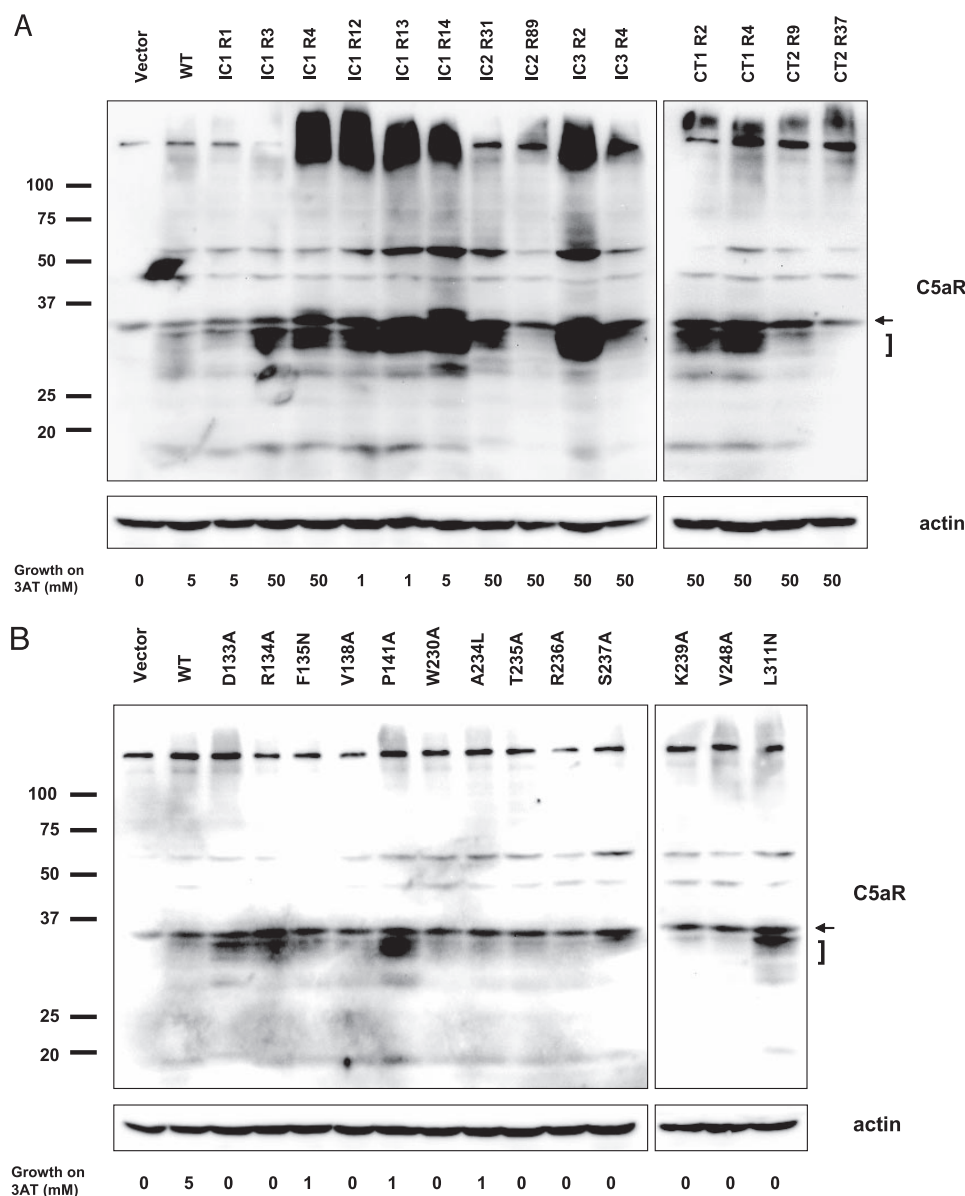 A
Vector WT IC1 R1 IC1 R3 IC1 R4 IC1 R12 IC1 R13 IC1 R14 IC2 R31 IC2 R89 IC3 R2 IC3 R4 CT1 R2 CT1 R4 CT2 R9 CT2 R37
100
75
50
37
25
20
C5aR
]
actin
Growth on
3AT (mM)
0 5 5 50 50 1 1 5 50 50 50 50 50 50 50 50
B
Vector WT D133A R134A F135N V138A P141A W230A A234L T235A R236A S237A K239A V248A L311N
100
75
50
37
25
20
C5aR
]
actin
Growth on
3AT (mM)
0 5 0 0 1 0 1 0 1 0 0 0 0 0 0